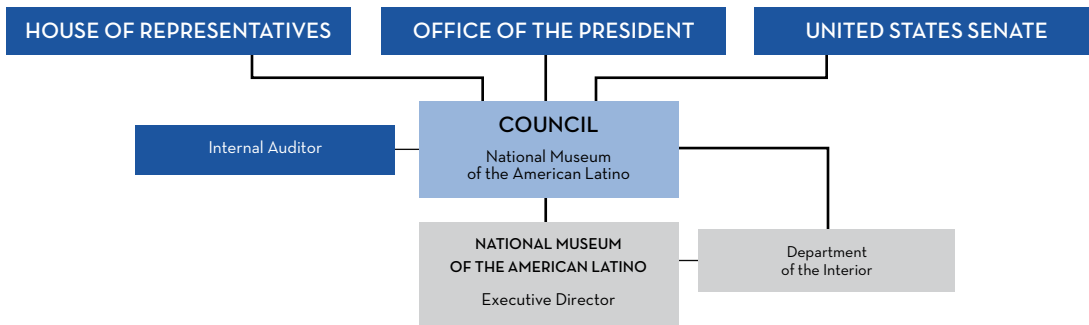 HOUSE OF REPRESENTATIVES
OFFICE OF THE PRESIDENT
UNITED STATES SENATE
COUNCIL
National Museum
of the American Latino
Internal Auditor
NATIONAL MUSEUM
OF THE AMERICAN LATINO
Executive Director
Department
of the Interior